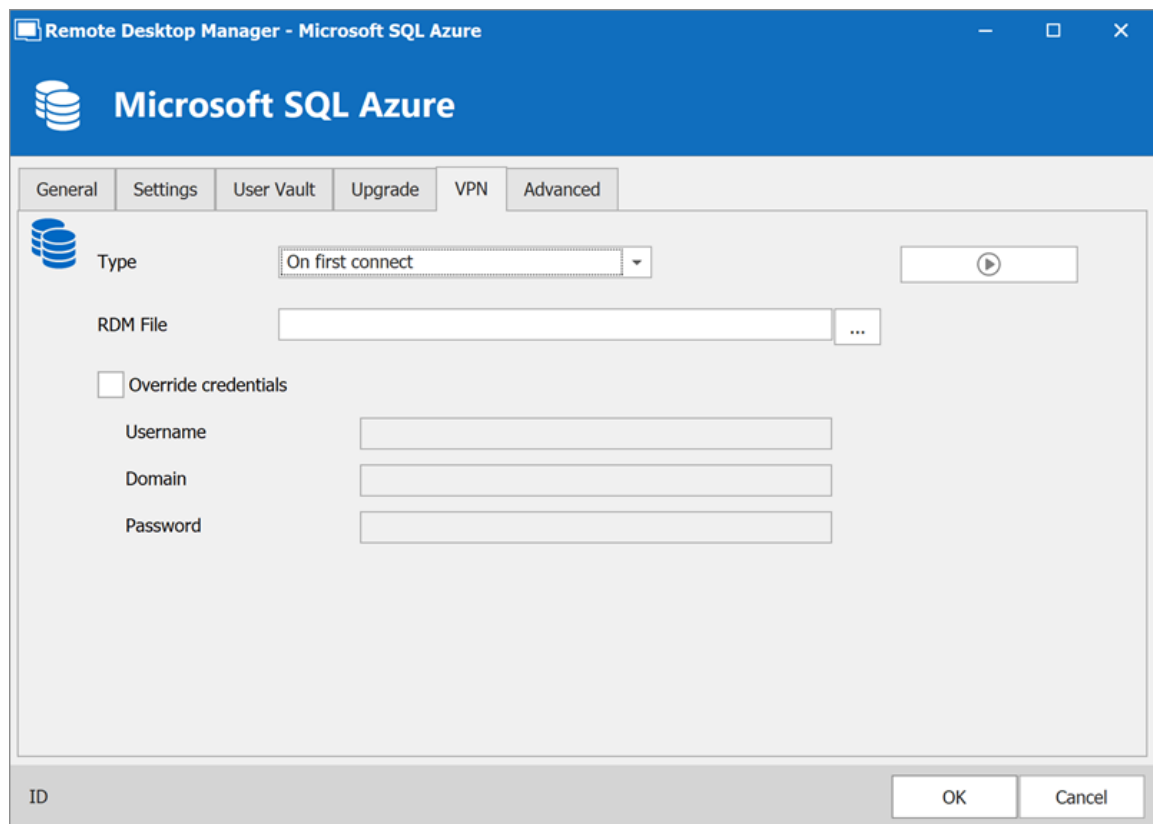 Remote Desktop Manager - Microsoft SQL Azure
Microsoft SQL Azure
General Settings User Vault Upgrade VPN Advanced
Type On first connect
RDM File ...
Override credentials
Username
Domain
Password
ID OK Cancel